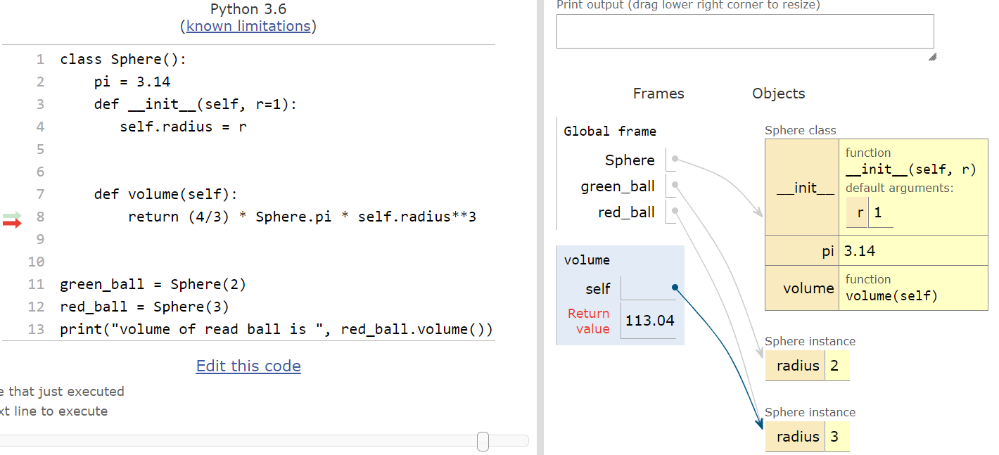 Python 3.6
(known limitations)
1 class Sphere():
2     pi = 3.14
3     def __init__(self, r=1):
4        self.radius = r
5
6
7     def volume(self):
8         return (4/3) * Sphere.pi * self.radius**3
9
10
11 green_ball = Sphere(2)
12 red_ball = Sphere(3)
13 print("volume of read ball is ", red_ball.volume())
Edit this code
e that just executed
xt line to execute
Print output (drag lower right corner to resize)
Frames
Objects
Global frame
Sphere
green_ball
red_ball
volume
self
Return
value
113.04
Sphere class
__init__
function
__init__(self, r)
default arguments:
r 1
pi 3.14
volume
function
volume(self)
Sphere instance
radius 2
Sphere instance
radius 3